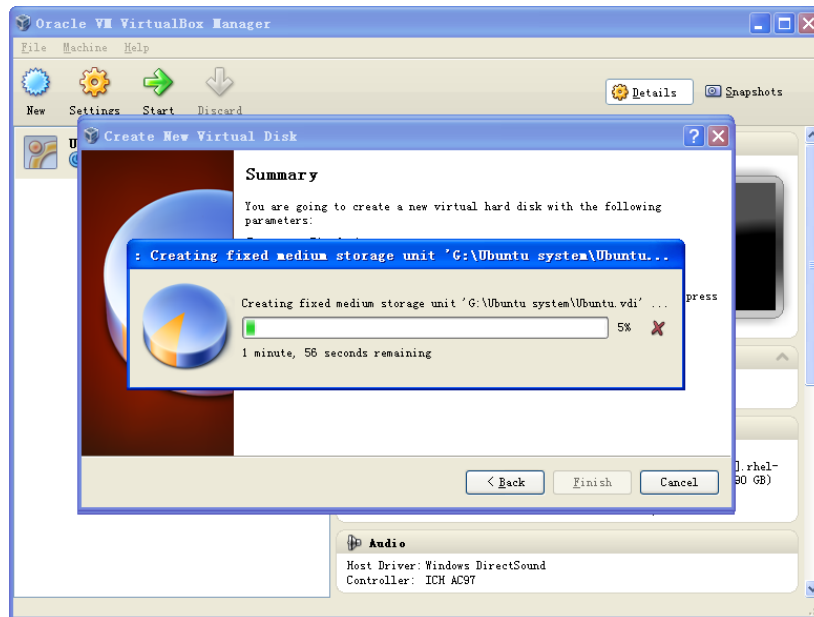 Oracle VM VirtualBox Manager
File Machine Help
New Settings Start Discard
Details Snapshots
Create New Virtual Disk
Summary
You are going to create a new virtual hard disk with the following
parameters:
: Creating fixed medium storage unit 'G:\Ubuntu system\Ubuntu...
Creating fixed medium storage unit 'G:\Ubuntu system\Ubuntu.vdi' ...
press
5%
1 minute, 56 seconds remaining
].rhel-
90 GB)
< Back Finish Cancel
Audio
Host Driver: Windows DirectSound
Controller: ICH AC97